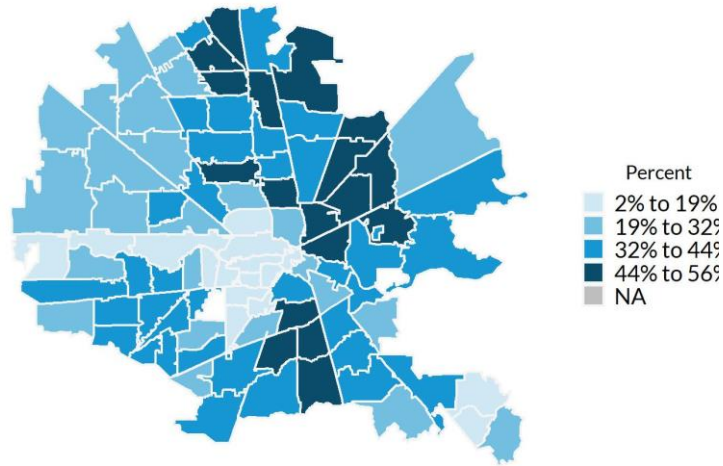 Percent
2% to 19%
19% to 32%
32% to 44%
44% to 56%
NA